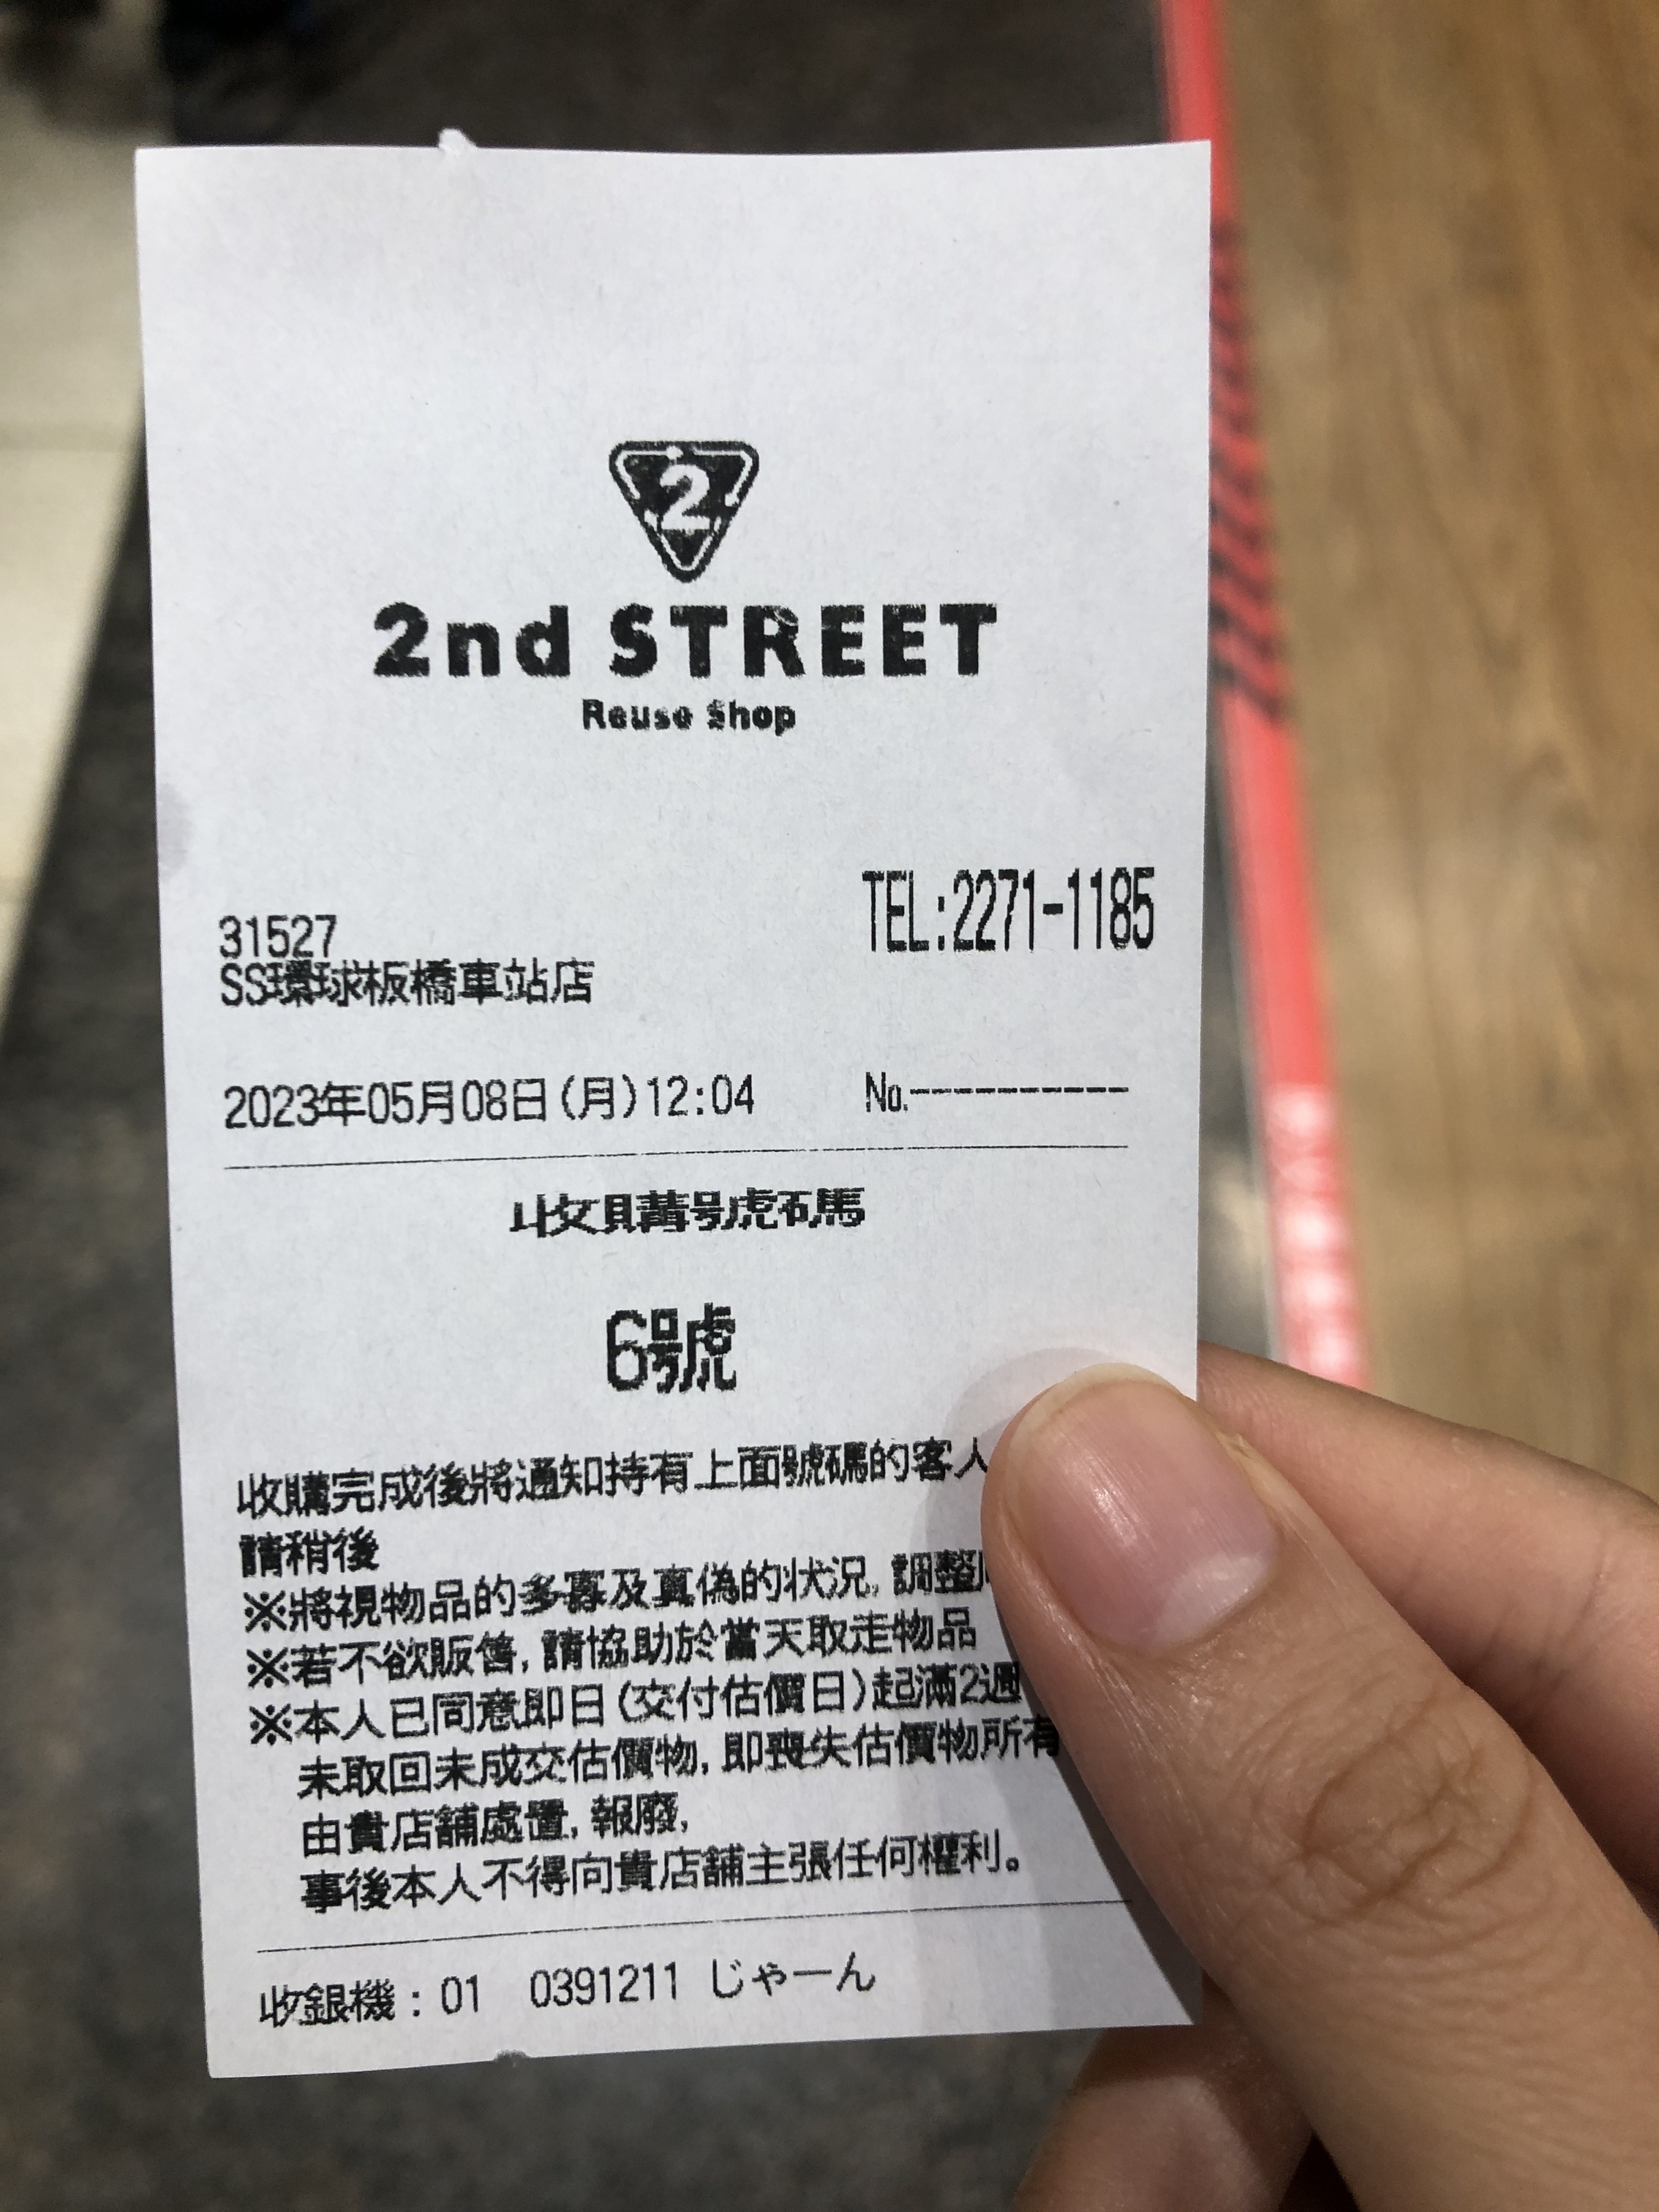 2
2nd STREET
Reuse Shop
TEL:2271-1185
31527
SS環球板橋車站店
2023年05月08日(月)12:04 No.----------
收購號碼
6號
收購完成後將通知持有上面號碼的客人
請稍後
※將視物品的多寡及真偽的状況,調整
※若不欲販售,請協助於當天取走物品
※本人已同意即日(交付估價日)起滿2週
未取回未成交估價物,即喪失估價物所有
由貴店舖處置,報廢,
事後本人不得向貴店舖主張任何權利。
收銀機:01 0391211 じゃーん